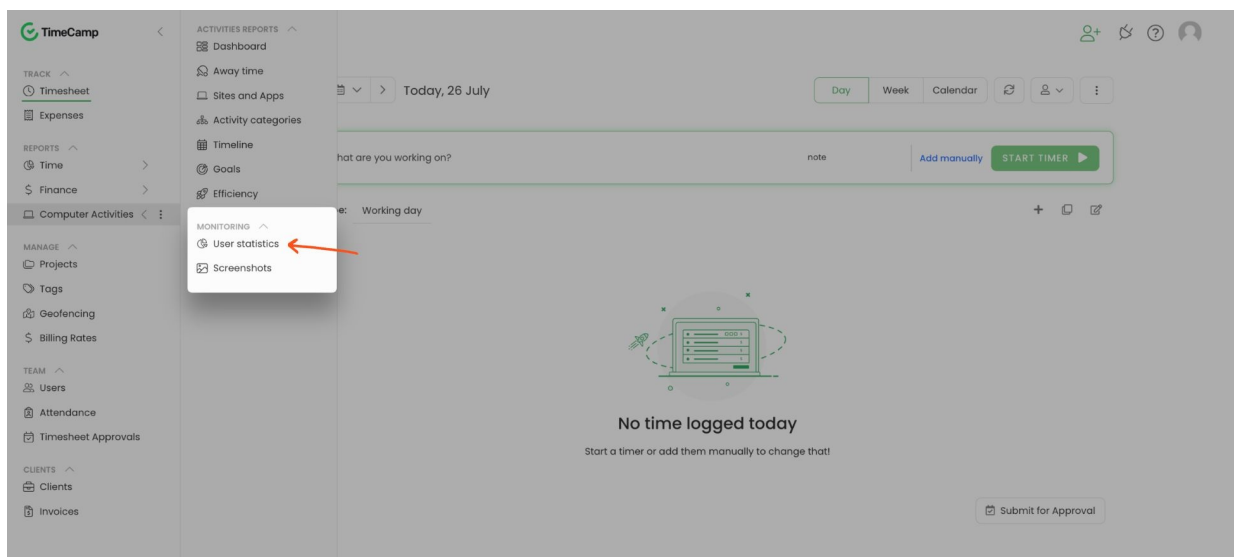 TimeCamp
TRACK
Timesheet
Expenses
REPORTS
Time
$ Finance
Computer Activities
MANAGE
Projects
Tags
Geofencing
$ Billing Rates
TEAM
Users
Attendance
Timesheet Approvals
CLIENTS
Clients
Invoices
ACTIVITIES REPORTS
Dashboard
Away time
Sites and Apps
Activity categories
Timeline
Goals
Efficiency
MONITORING
User statistics
Screenshots
Today, 26 July
Day Week Calendar
hat are you working on? note Add manually START TIMER
e: Working day
No time logged today
Start a timer or add them manually to change that!
Submit for Approval